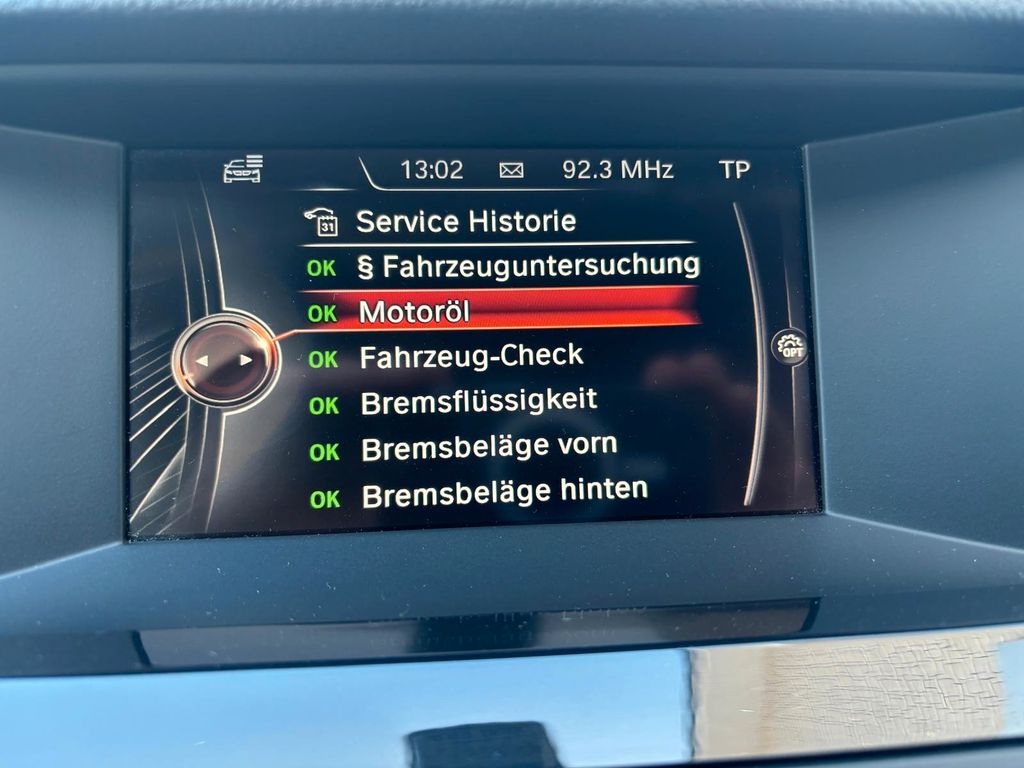 13:02 92.3 MHz TP
31 Service Historie
OK § Fahrzeuguntersuchung
OK Motoröl
OK Fahrzeug-Check
OPT
OK Bremsflüssigkeit
OK Bremsbeläge vorn
OK Bremsbeläge hinten